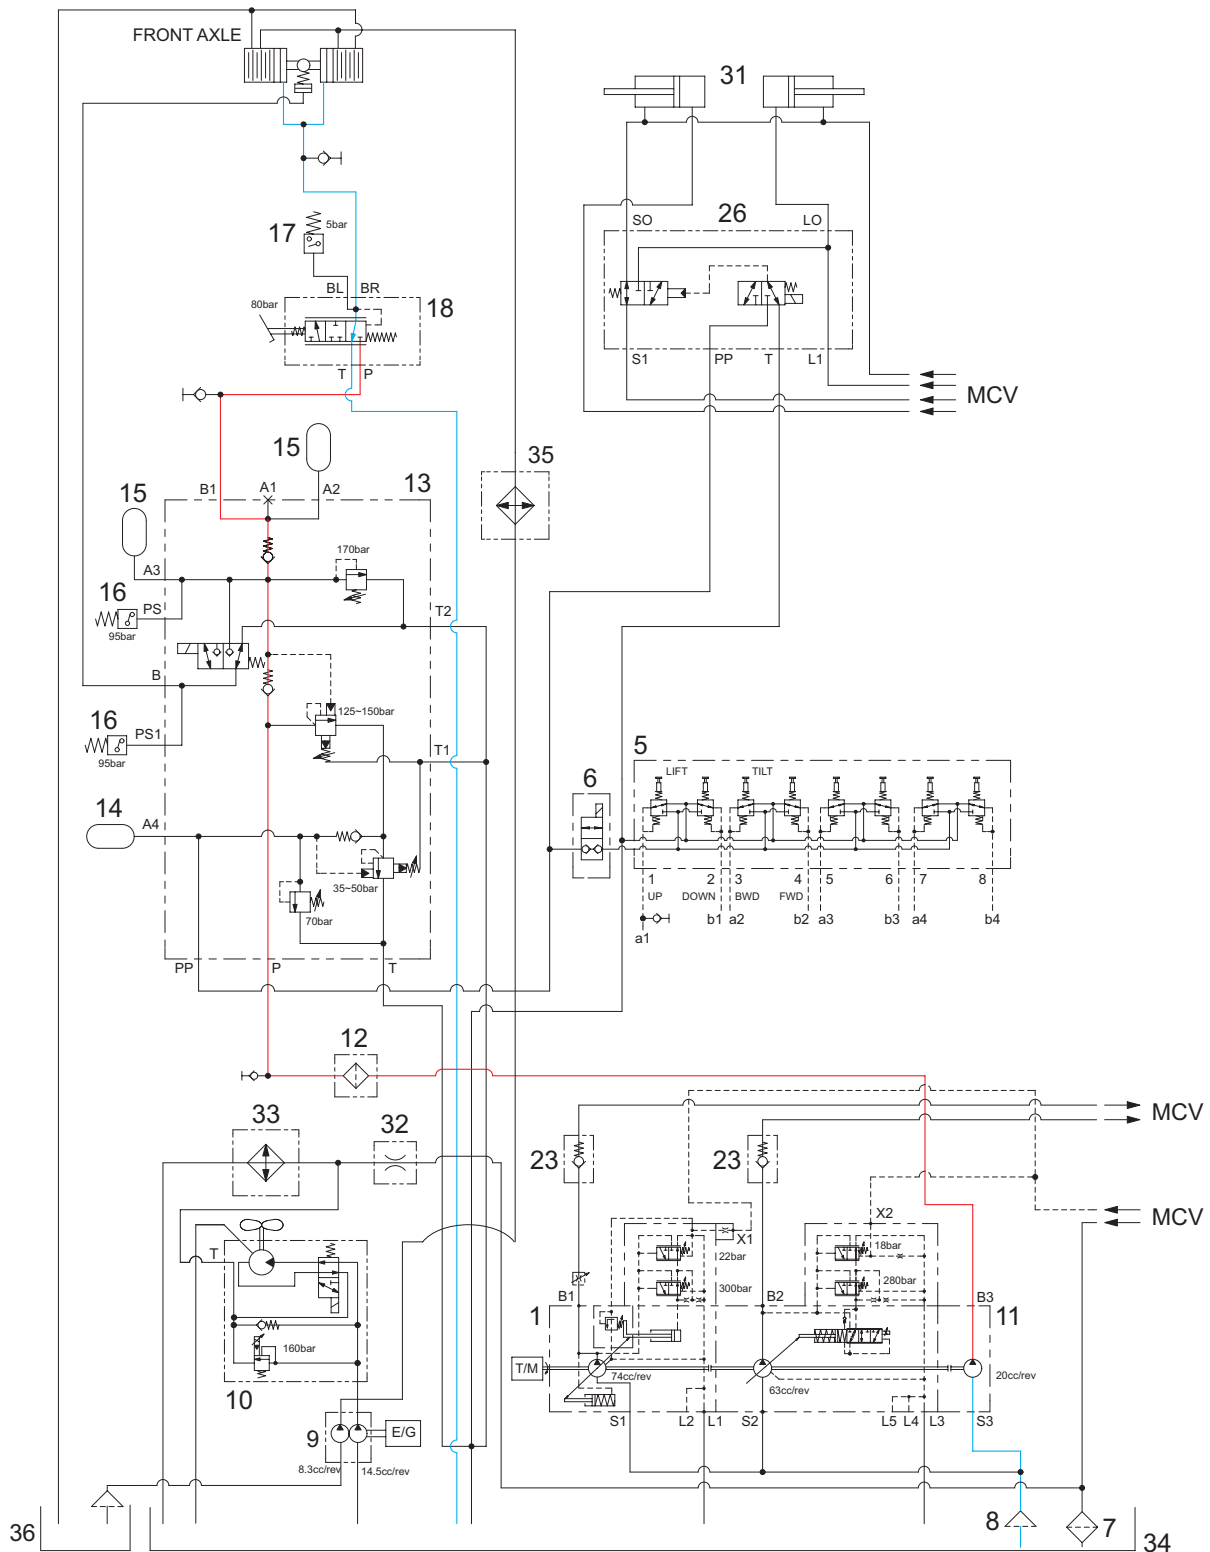 FRONT AXLE
31
17
5bar
SO
26
LO
BL
BR
80bar
18
T
P
S1
PP
T
L1
MCV
15
35
15
B1
A1
A2
13
170bar
A3
16
PS
95bar
T2
B
125~150bar
16
PS1
95bar
T1
5
LIFT
TILT
6
14
A4
35~50bar
70bar
1
2
3
4
5
6
7
8
UP
DOWN
BWD
FWD
b1
a2
b2
a3
b3
a4
b4
a1
PP
P
T
12
33
32
MCV
23
23
X2
MCV
X1
18bar
22bar
T
280bar
300bar
B1
B2
B3
1
11
160bar
T/M
74cc/rev
63cc/rev
20cc/rev
10
S1
L2
L1
S2
L5
L4
L3
S3
9
E/G
8.3cc/rev
14.5cc/rev
36
8
7
34